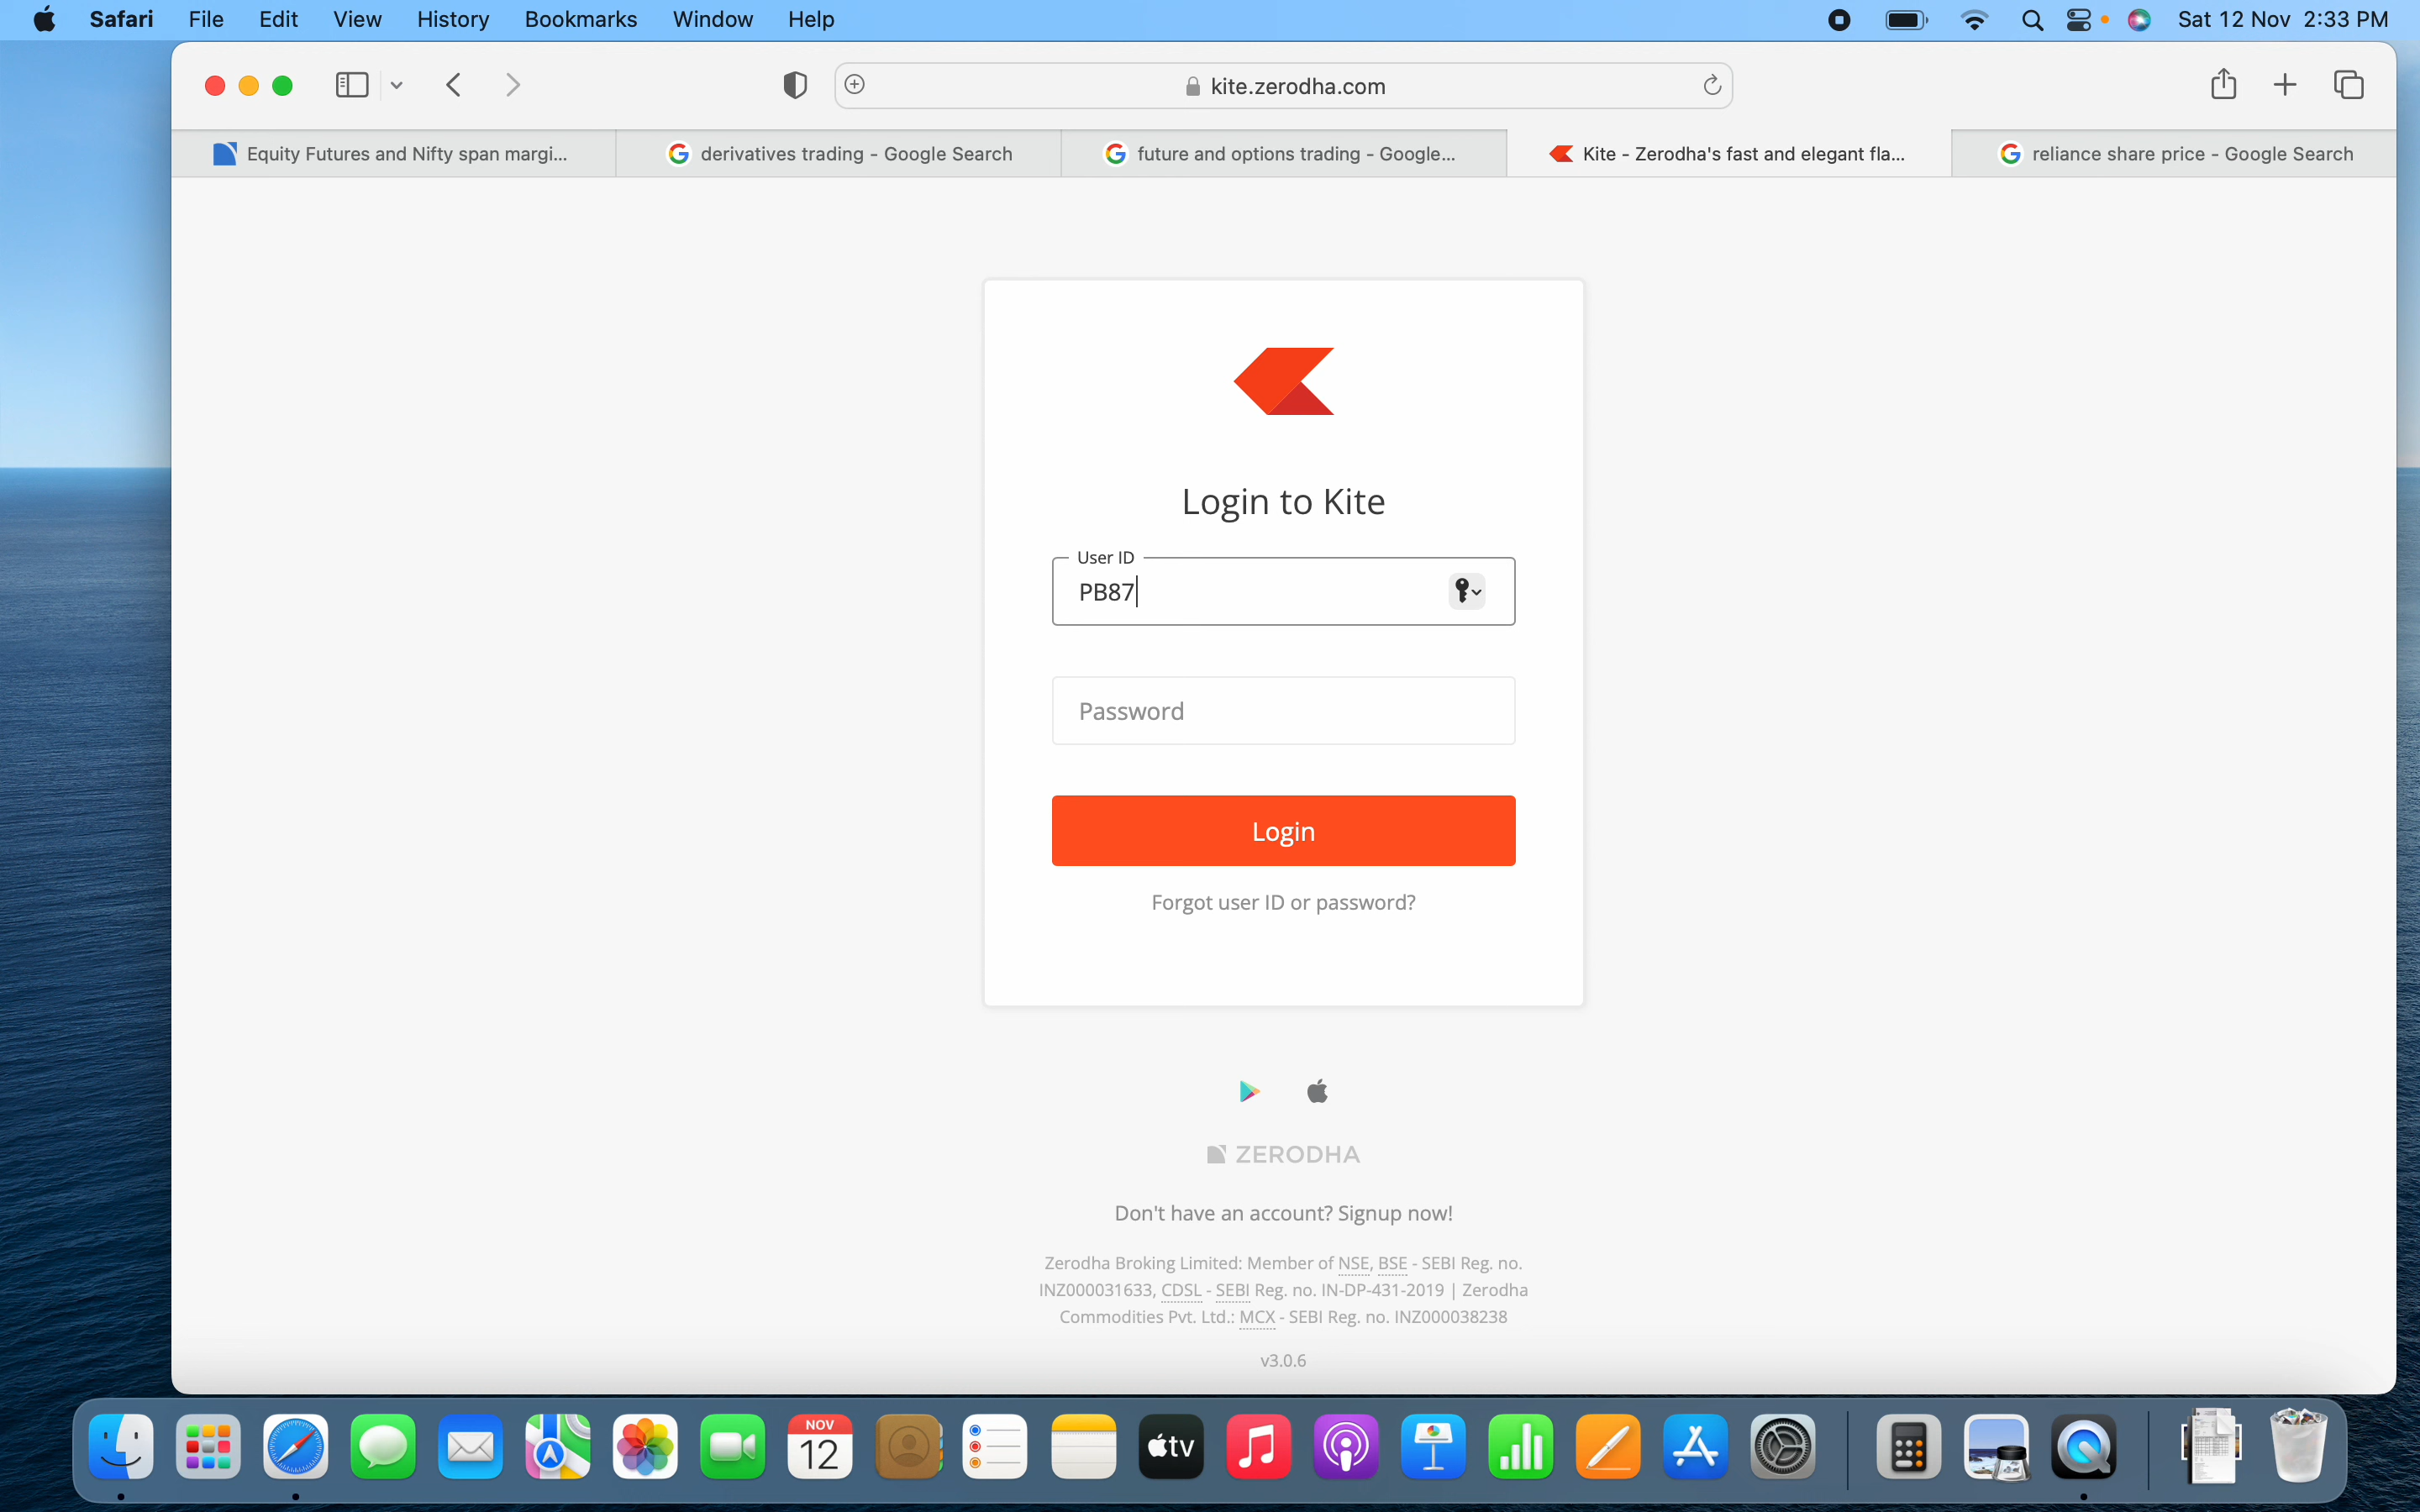 Safari File Edit View History Bookmarks Window Help Sat 12 Nov 2:33 PM
kite.zerodha.com
Equity Futures and Nifty span margi... derivatives trading - Google Search future and options trading - Google... Kite - Zerodha's fast and elegant fla... reliance share price - Google Search
Login to Kite
User ID
PB87
Password
Login
Forgot user ID or password?
ZERODHA
Don't have an account? Signup now!
Zerodha Broking Limited: Member of NSE, BSE - SEBI Reg. no.
INZ000031633, CDSL - SEBI Reg. no. IN-DP-431-2019 | Zerodha
Commodities Pvt. Ltd.: MCX - SEBI Reg. no. INZ000038238
v3.0.6
NOV
12
tv